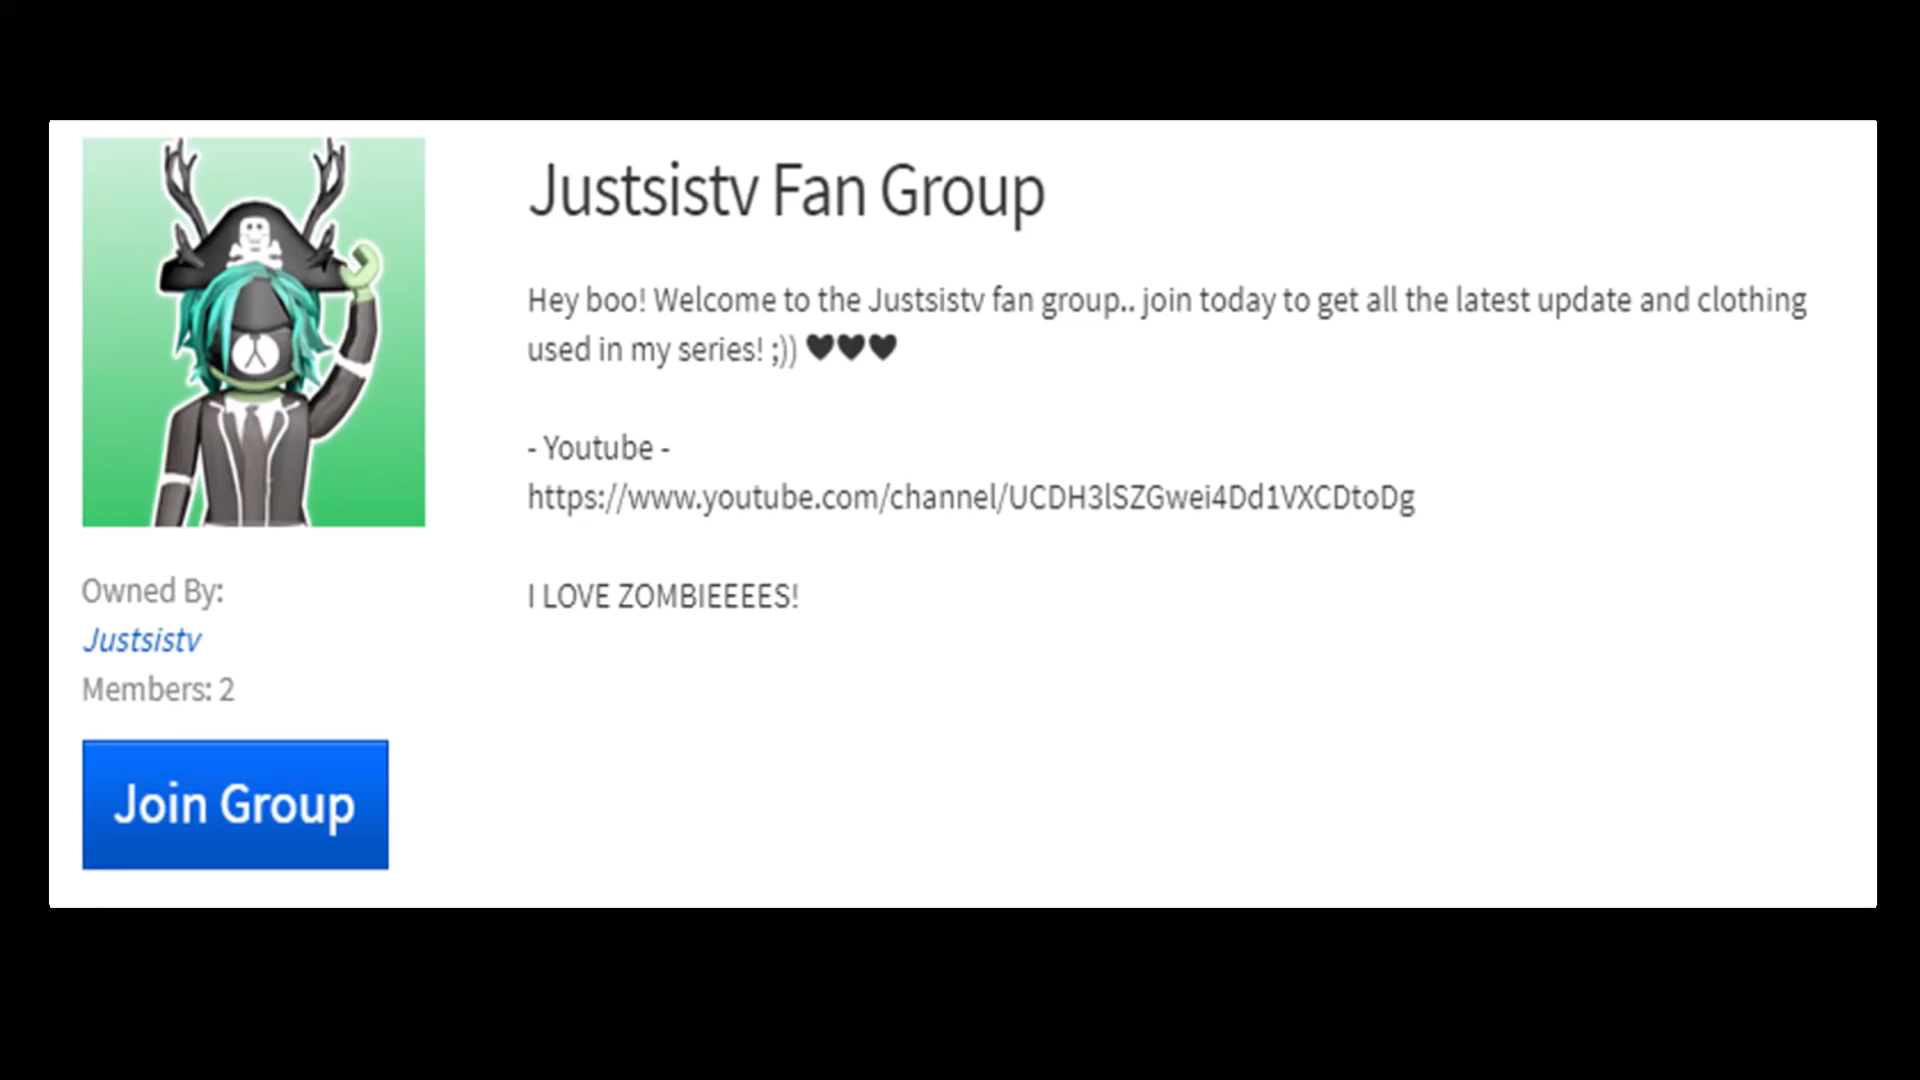 Justsistv Fan Group
Hey boo! Welcome to the Justsistv fan group.. join today to get all the latest update and clothing
used in my series! ;)) ♥♥♥
- Youtube -
https://www.youtube.com/channel/UCDH3lSZGwei4Dd1VXCDtoDg
I LOVE ZOMBIEEEES!
Owned By:
Justsistv
Members: 2
Join Group